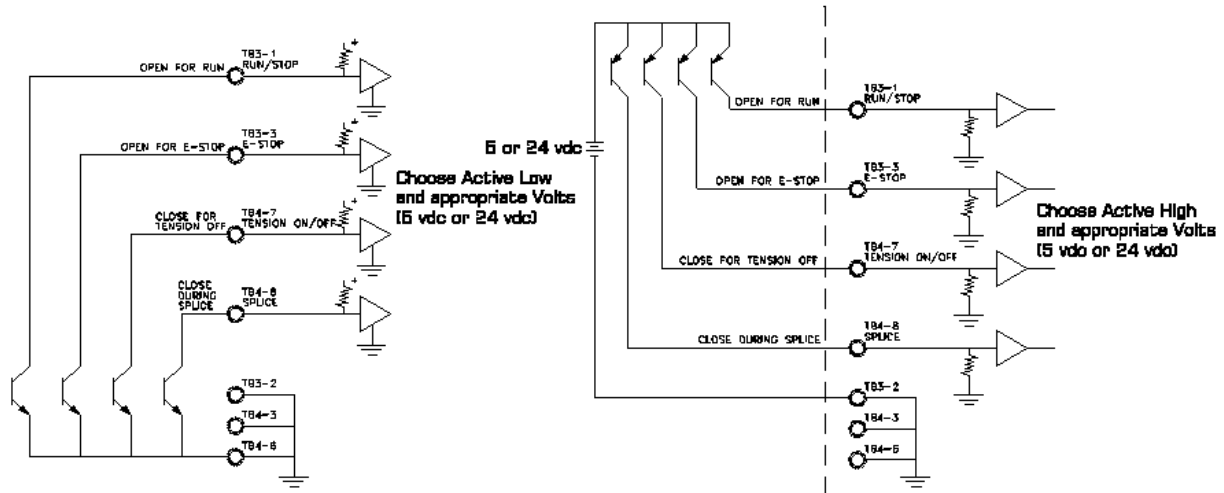 TB3-1
OPEN FOR RUN RUN/STOP
TB3-3
OPEN FOR E-STOP E-STOP
Choose Active Low
and appropriate Volts
(5 vdc or 24 vdc)
CLOSE FOR
TENSION OFF
TB4-7
TENSION ON/OFF
CLOSE
DURING
SPLICE
TB4-8
SPLICE
TB3-2
TB4-3
TB4-6
5 or 24 vdc
OPEN FOR RUN
TB3-1
RUN/STOP
OPEN FOR E-STOP
TB3-3
E-STOP
Choose Active High
and appropriate Volts
(5 vdc or 24 vdc)
CLOSE FOR TENSION OFF
TB4-7
TENSION ON/OFF
CLOSE DURING SPLICE
TB4-8
SPLICE
TB3-2
TB4-3
TB4-6
+
+
+
+